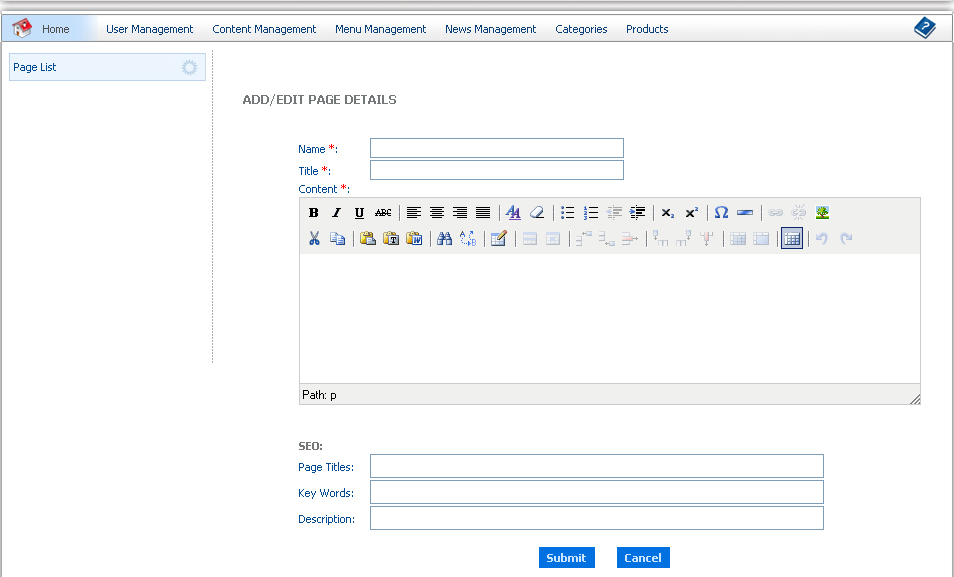 Home User Management Content Management Menu Management News Management Categories Products
Page List
ADD/EDIT PAGE DETAILS
Name *:
Title *:
Content *:
B I U ABC
Path: p
SEO:
Page Titles:
Key Words:
Description:
Submit Cancel